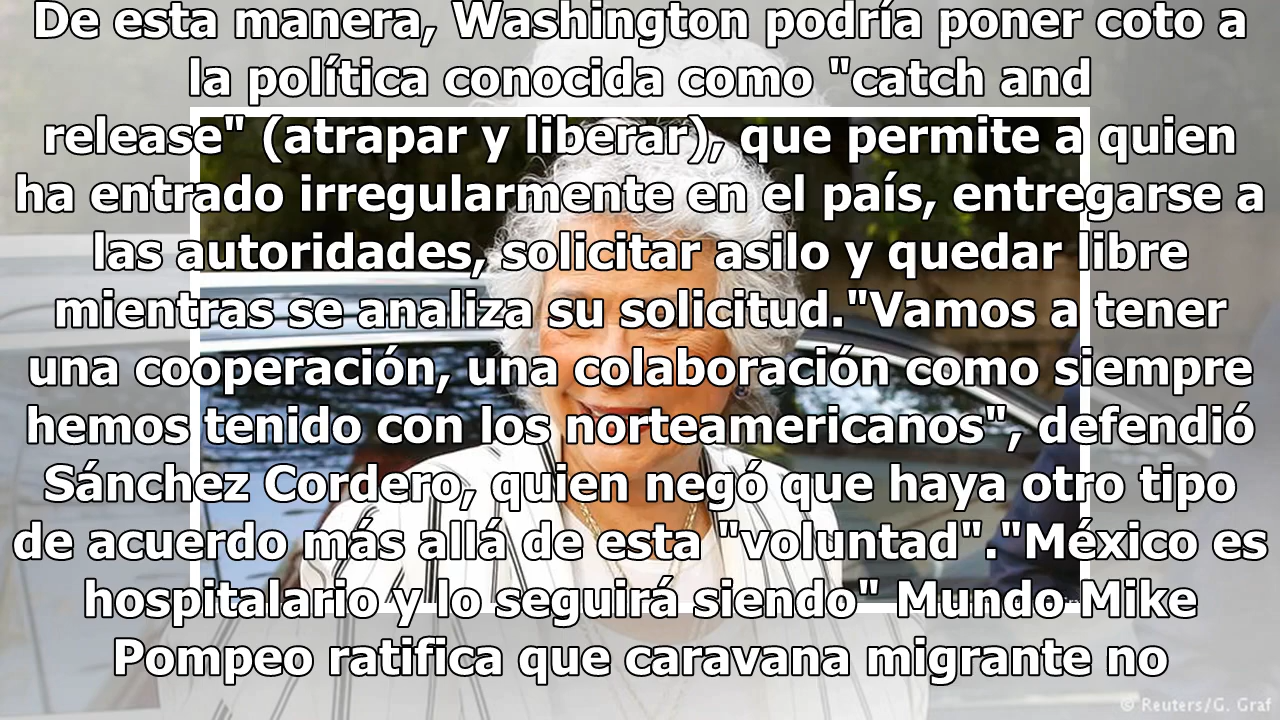 De esta manera, Washington podría poner coto a
la política conocida como "catch and
release" (atrapar y liberar), que permite a quien
ha entrado irregularmente en el país, entregarse a
las autoridades, solicitar asilo y quedar libre
mientras se analiza su solicitud."Vamos a tener
una cooperación, una colaboración como siempre
hemos tenido con los norteamericanos", defendió
Sánchez Cordero, quien negó que haya otro tipo
de acuerdo más allá de esta "voluntad"."México es
hospitalario y lo seguirá siendo" Mundo Mike
Pompeo ratifica que caravana migrante no
© Reuters/G. Graf